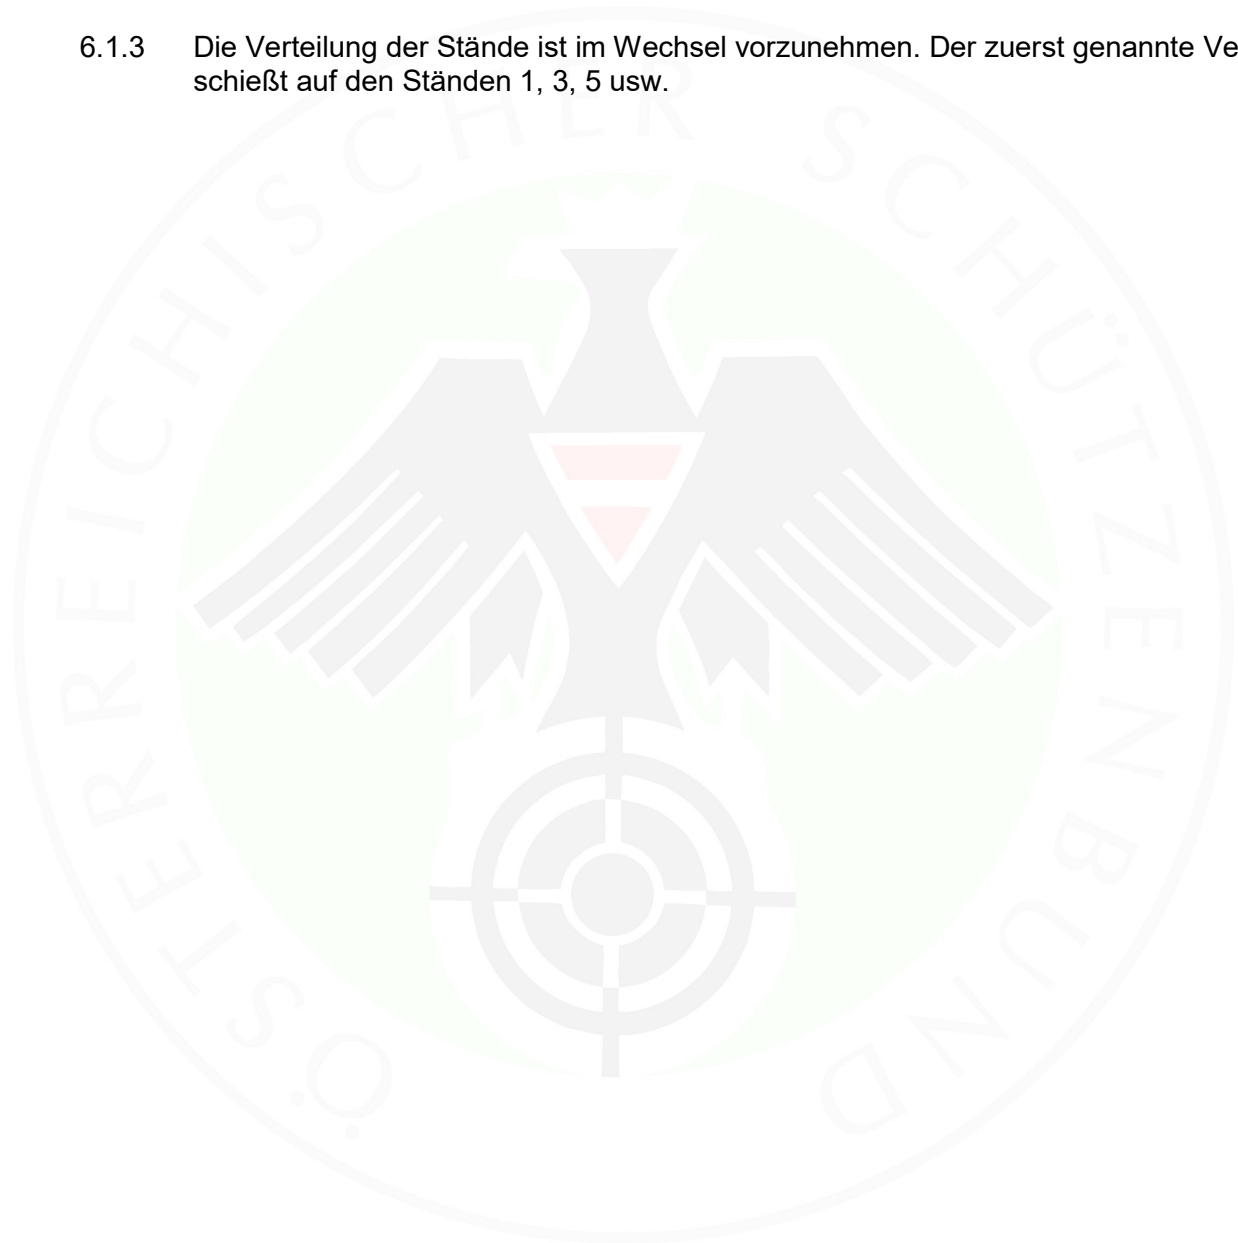 6.1.3 Die Verteilung der Stände ist im Wechsel vorzunehmen. Der zuerst genannte
schießt auf den Ständen 1, 3, 5 usw.
ÖSTERREICHISCHER SCHÜTZENBUND